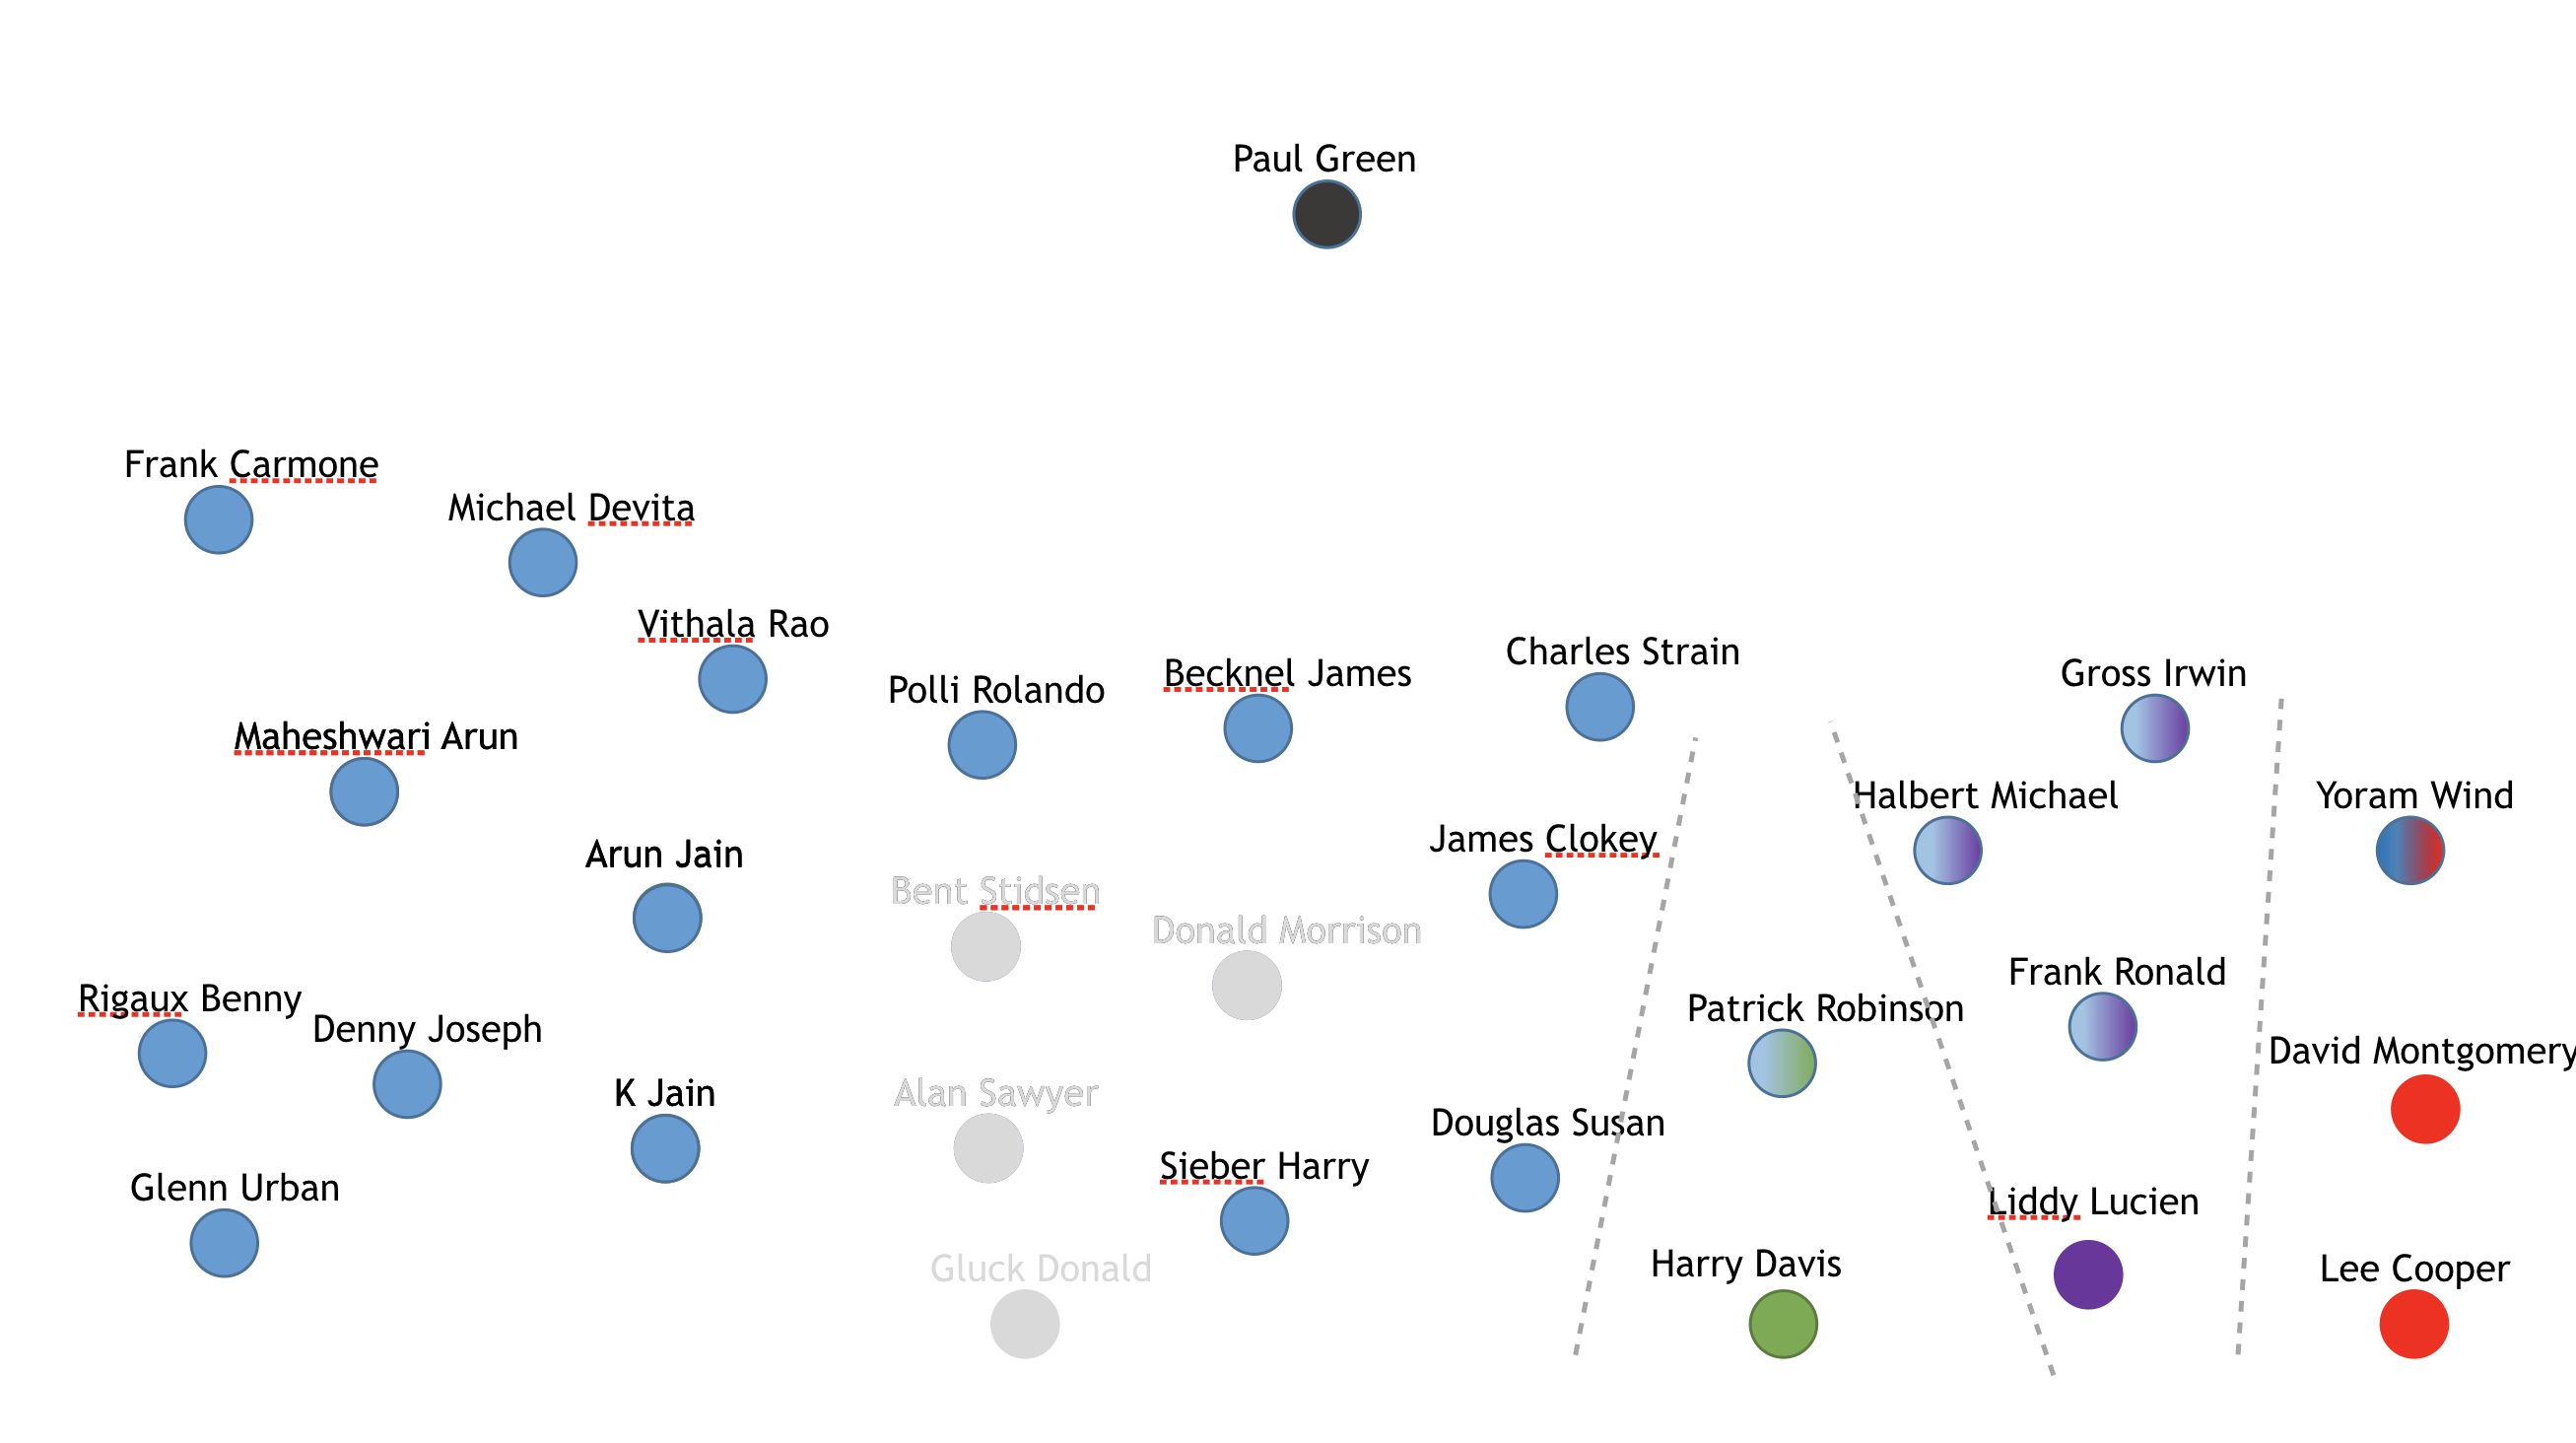 Paul Green
Frank Carmone
Michael Devita
Vithala Rao
Charles Strain
Becknel James
Gross Irwin
Polli Rolando
Maheshwari Arun
Halbert Michael
Yoram Wind
James Clokey
Arun Jain
Bent Stidsen
Donald Morrison
Frank Ronald
Rigaux Benny
Patrick Robinson
Denny Joseph
David Montgomery
K Jain
Alan Sawyer
Douglas Susan
Sieber Harry
Glenn Urban
Liddy Lucien
Harry Davis
Gluck Donald
Lee Cooper